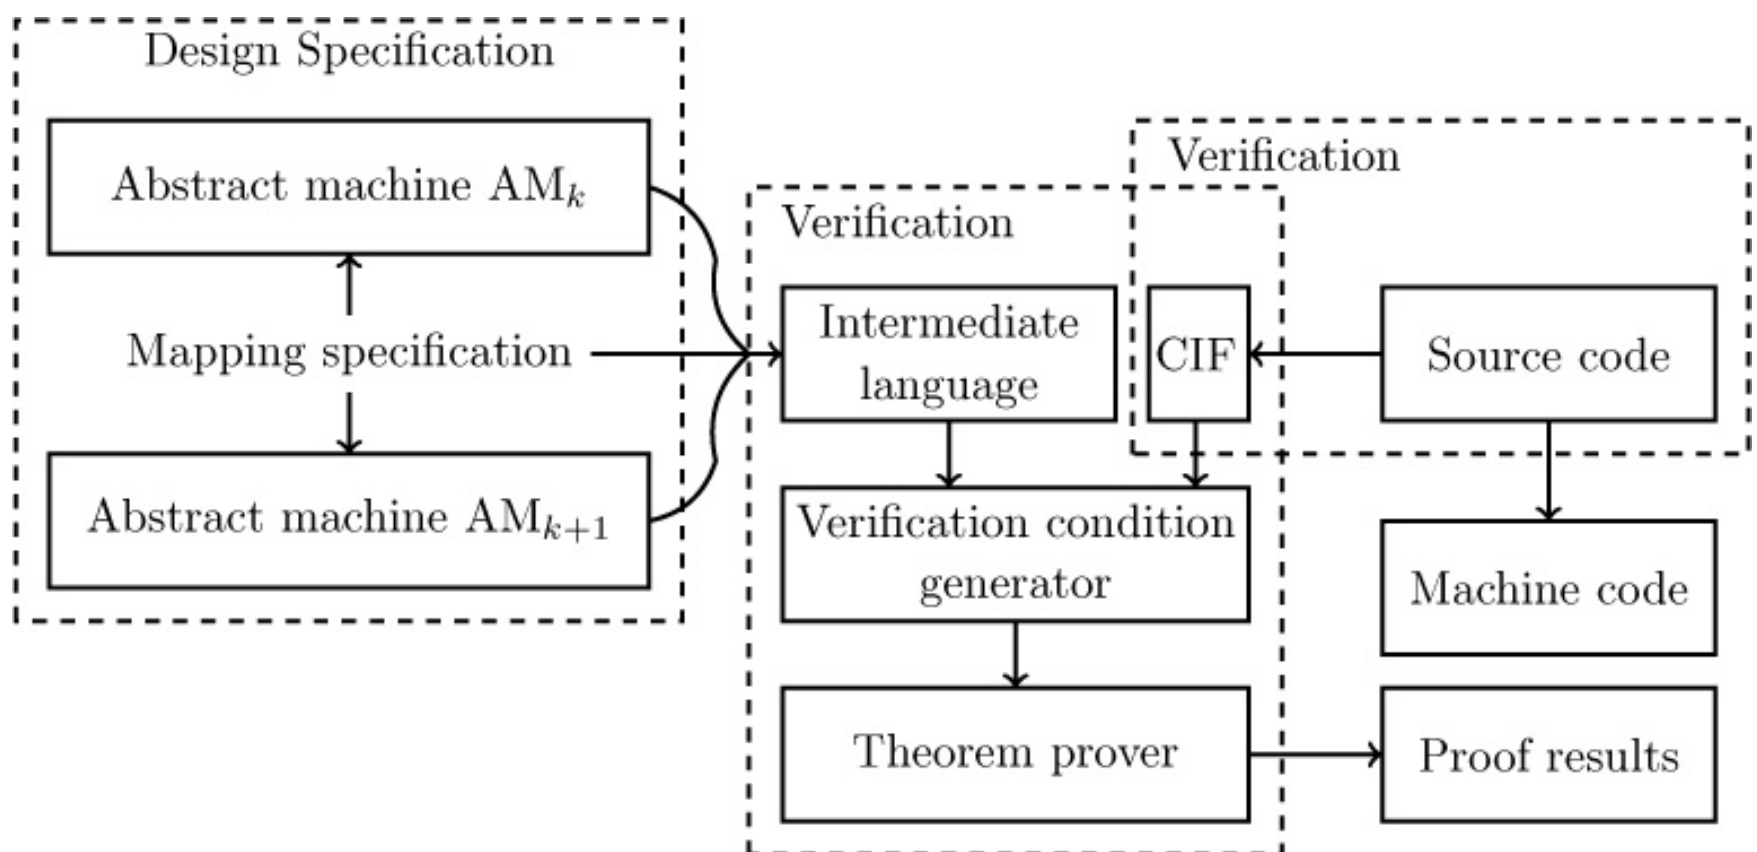 Design Specification
Abstract machine AMₖ
Mapping specification
Abstract machine AMₖ₊₁
Verification
Intermediate
language
Verification condition
generator
Theorem prover
Verification
CIF
Source code
Machine code
Proof results